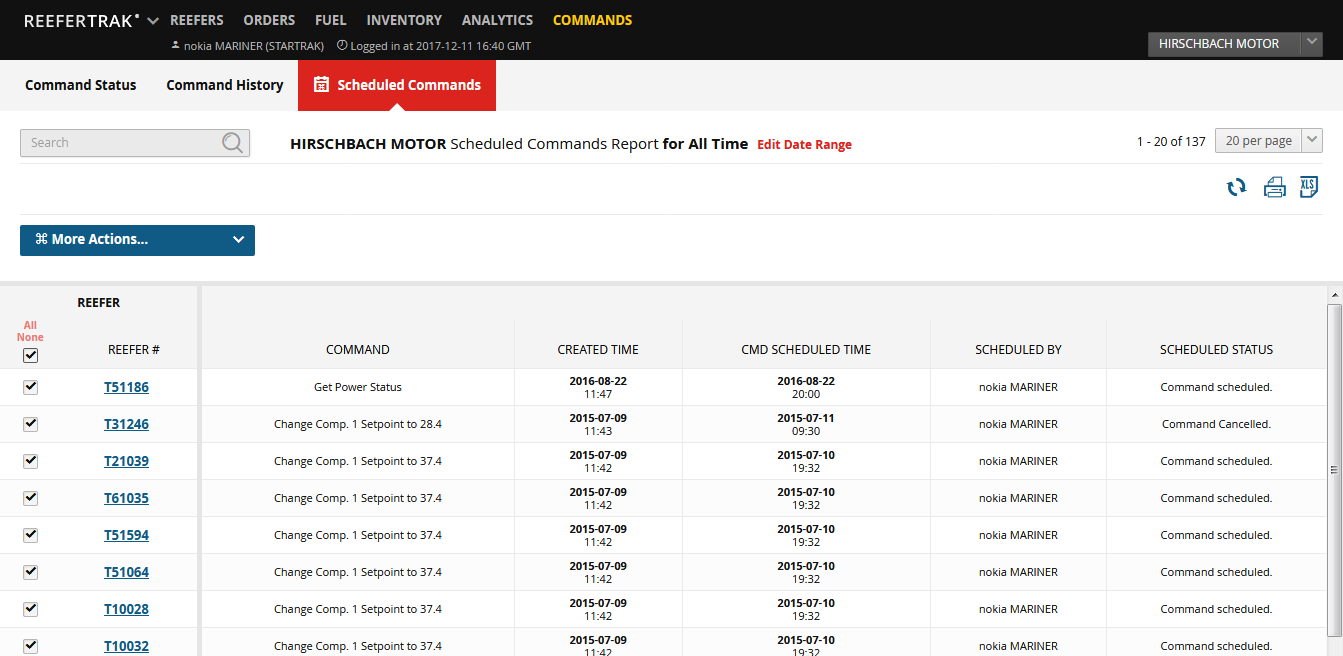 REEFERTRAK REEFERS ORDERS FUEL INVENTORY ANALYTICS COMMANDS
nokia MARINER (STARTRAK) Logged in at 2017-12-11 16:40 GMT
HIRSCHBACH MOTOR
Command Status Command History Scheduled Commands
Search
HIRSCHBACH MOTOR Scheduled Commands Report for All Time Edit Date Range
1 - 20 of 137 20 per page
XLS
⌘ More Actions...
REEFER
All
None
REEFER # COMMAND CREATED TIME CMD SCHEDULED TIME SCHEDULED BY SCHEDULED STATUS
T51186 Get Power Status 2016-08-22 11:47 2016-08-22 20:00 nokia MARINER Command scheduled.
T31246 Change Comp. 1 Setpoint to 28.4 2015-07-09 11:43 2015-07-11 09:30 nokia MARINER Command Cancelled.
T21039 Change Comp. 1 Setpoint to 37.4 2015-07-09 11:42 2015-07-10 19:32 nokia MARINER Command scheduled.
T61035 Change Comp. 1 Setpoint to 37.4 2015-07-09 11:42 2015-07-10 19:32 nokia MARINER Command scheduled.
T51594 Change Comp. 1 Setpoint to 37.4 2015-07-09 11:42 2015-07-10 19:32 nokia MARINER Command scheduled.
T51064 Change Comp. 1 Setpoint to 37.4 2015-07-09 11:42 2015-07-10 19:32 nokia MARINER Command scheduled.
T10028 Change Comp. 1 Setpoint to 37.4 2015-07-09 11:42 2015-07-10 19:32 nokia MARINER Command scheduled.
T10032 Change Comp. 1 Setpoint to 37.4 2015-07-09 11:42 2015-07-10 19:32 nokia MARINER Command scheduled.